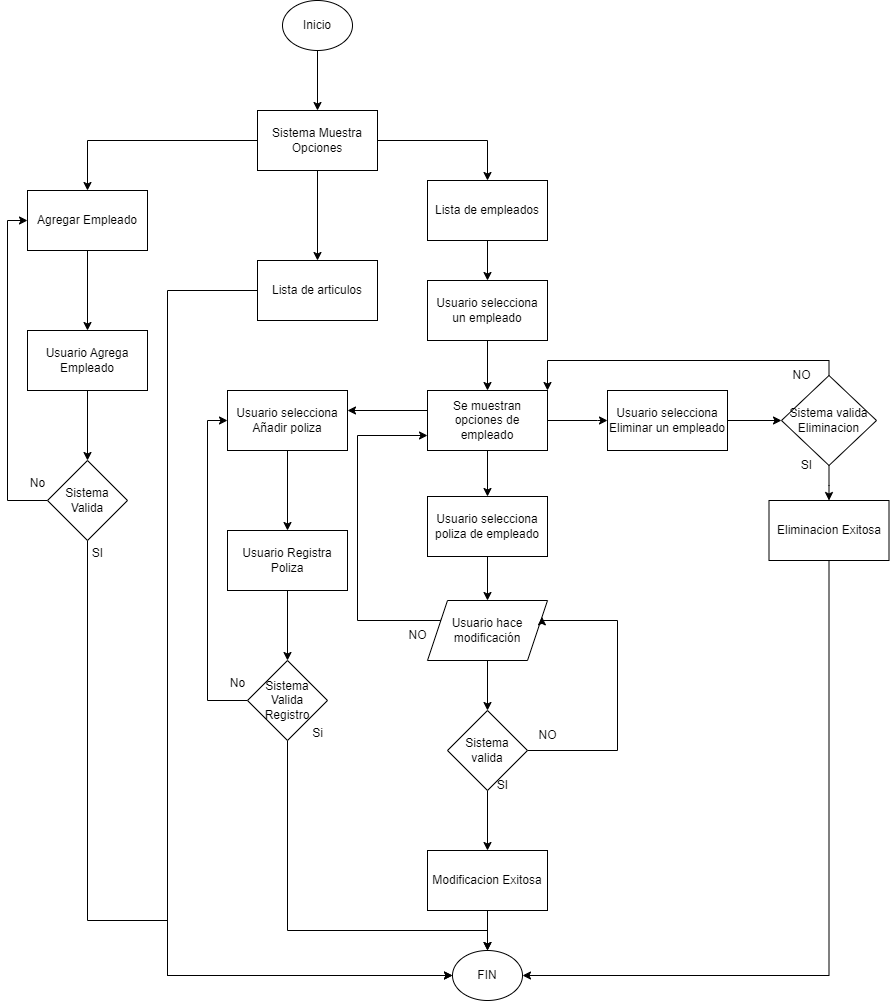 Inicio
Sistema Muestra
Opciones
Agregar Empleado
Lista de empleados
Lista de articulos
Usuario selecciona
un empleado
Usuario Agrega
Empleado
NO
Usuario selecciona
Añadir poliza
Se muestran
opciones de
empleado
Usuario selecciona
Eliminar un empleado
Sistema valida
Eliminacion
SI
No
Sistema
Valida
SI
Usuario selecciona
poliza de empleado
Eliminacion Exitosa
Usuario Registra
Poliza
Usuario hace
modificación
NO
No
Sistema
Valida
Registro
Si
Sistema
valida
NO
SI
Modificacion Exitosa
FIN